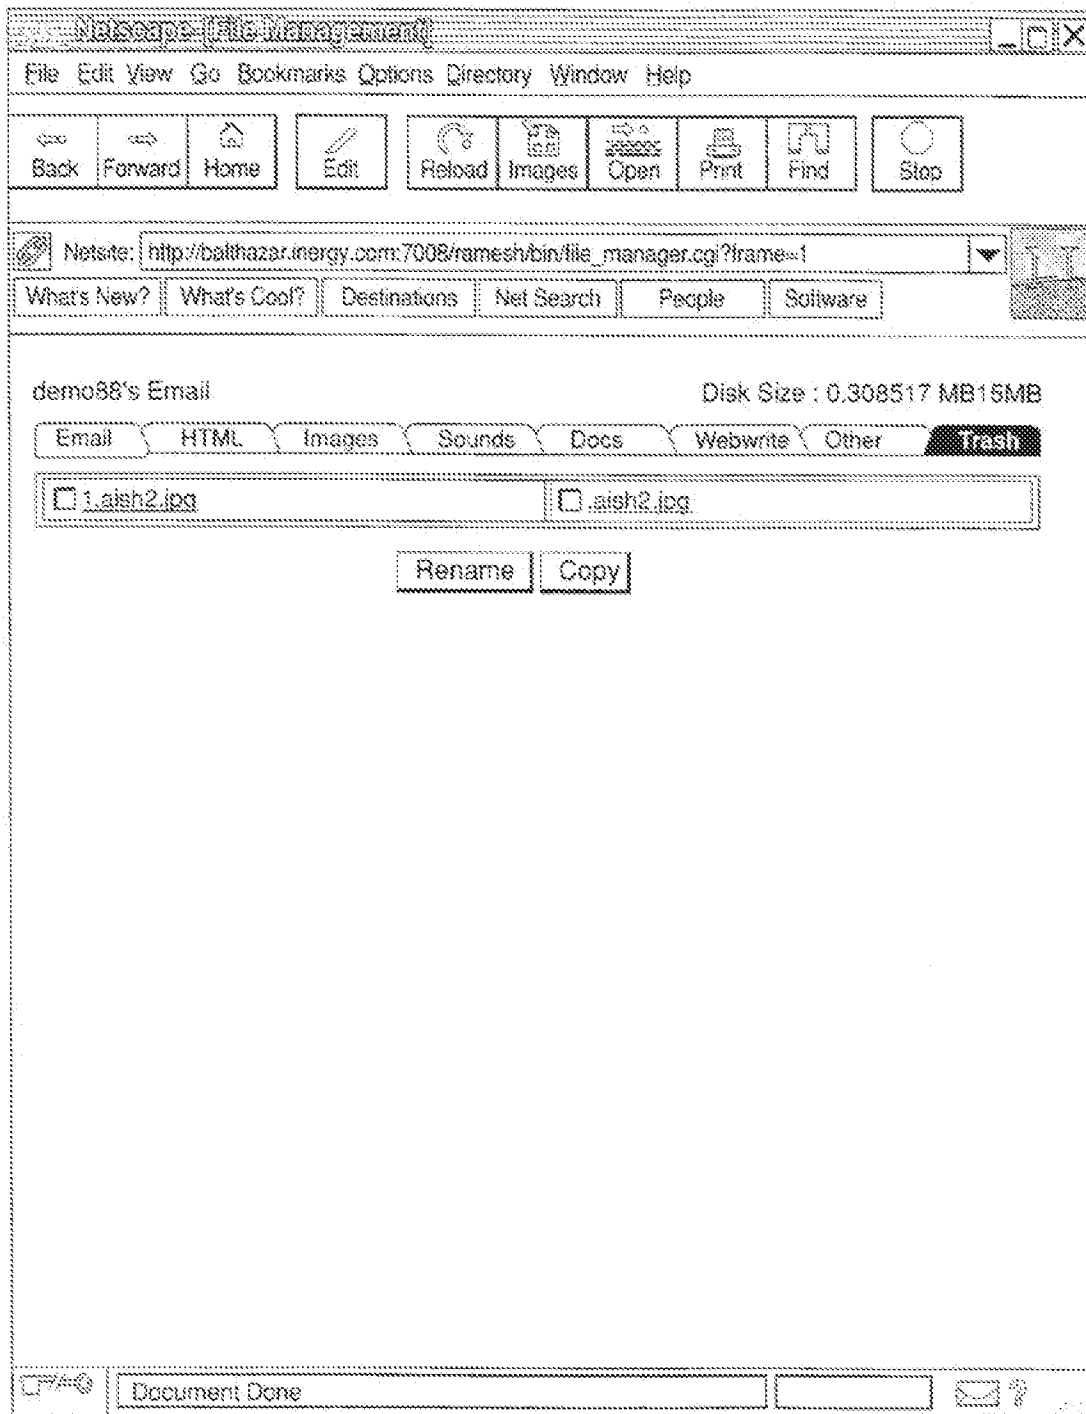 Netscape-[File Management]
File Edit View Go Bookmarks Options Directory Window Help
Back Forward Home Edit Reload Images Open Print Find Stop
Netsite: http://balthazar.inergy.com:7008/ramesh/bin/file_manager.cgi?frame=1
What's New? What's Cool? Destinations Net Search People Software
demo88's Email Disk Size : 0.308517 MB15MB
Email HTML Images Sounds Docs Webwrite Other Trash
1.aish2.jpg .aish2.jpg
Rename Copy
Document Done